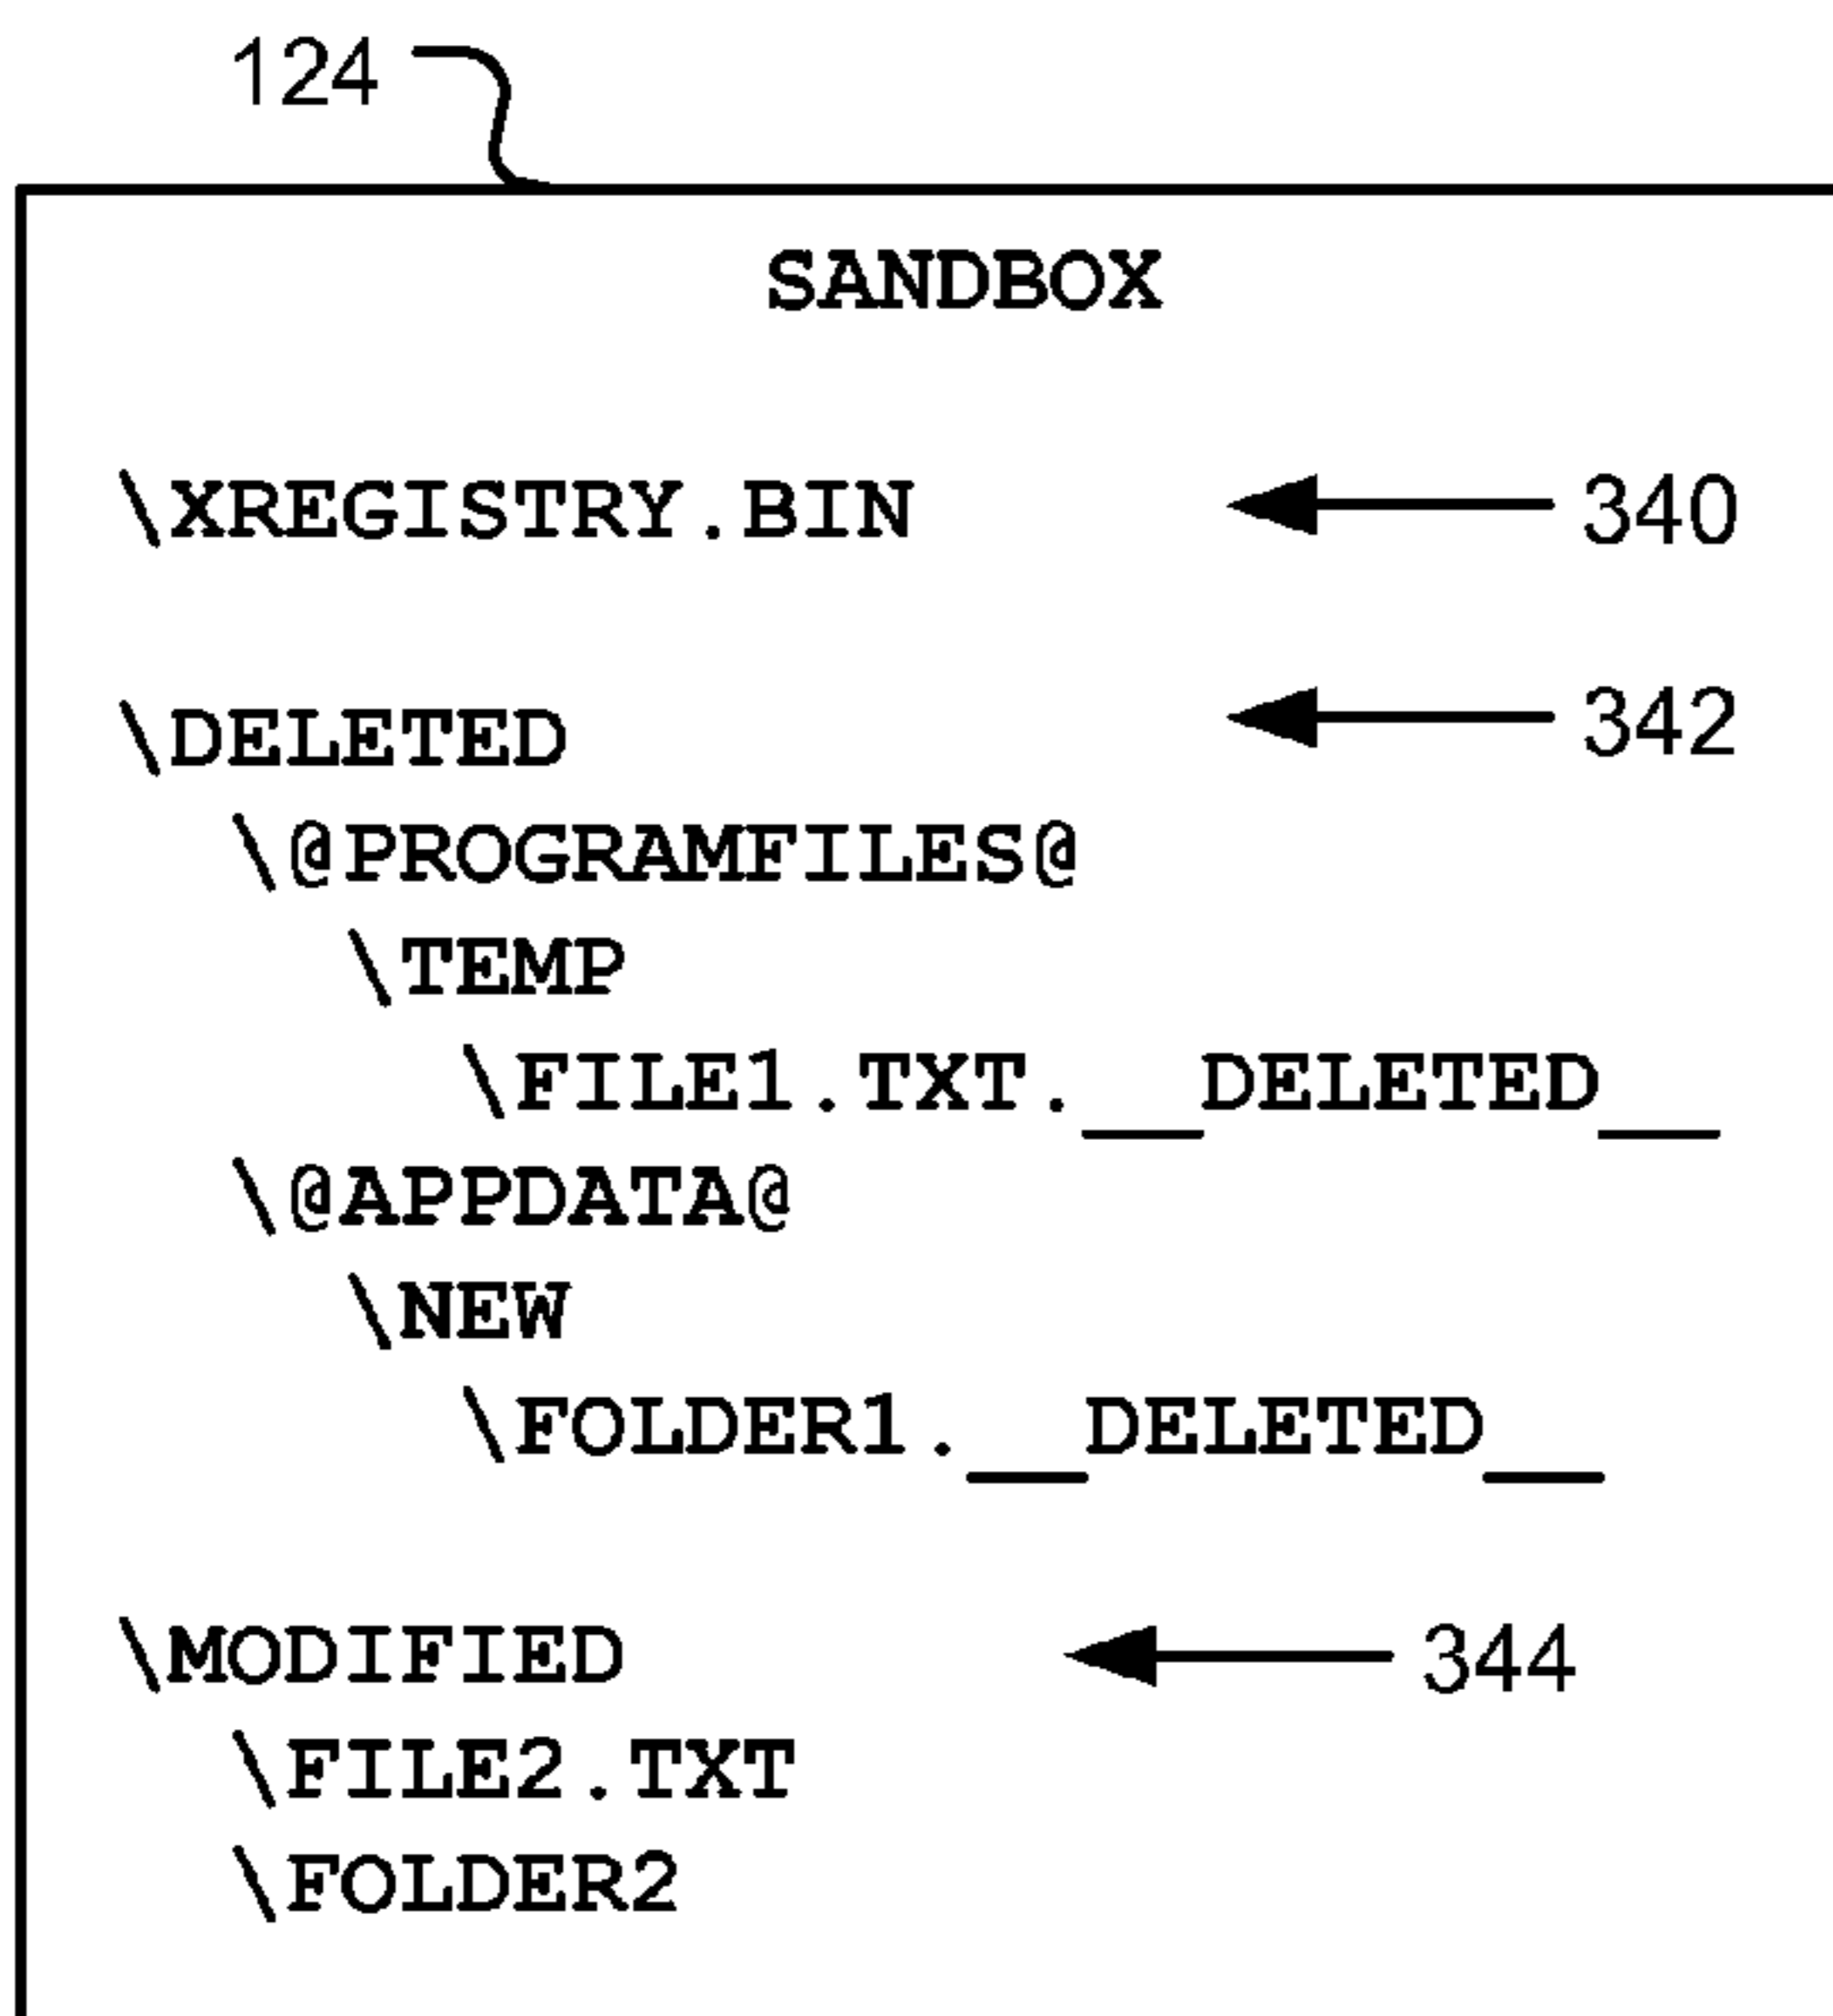 124
SANDBOX
\XREGISTRY.BIN 340
\DELETED 342
\@PROGRAMFILES@
\TEMP
\FILE1.TXT.__DELETED__
\@APPDATA@
\NEW
\FOLDER1.__DELETED__
\MODIFIED 344
\FILE2.TXT
\FOLDER2